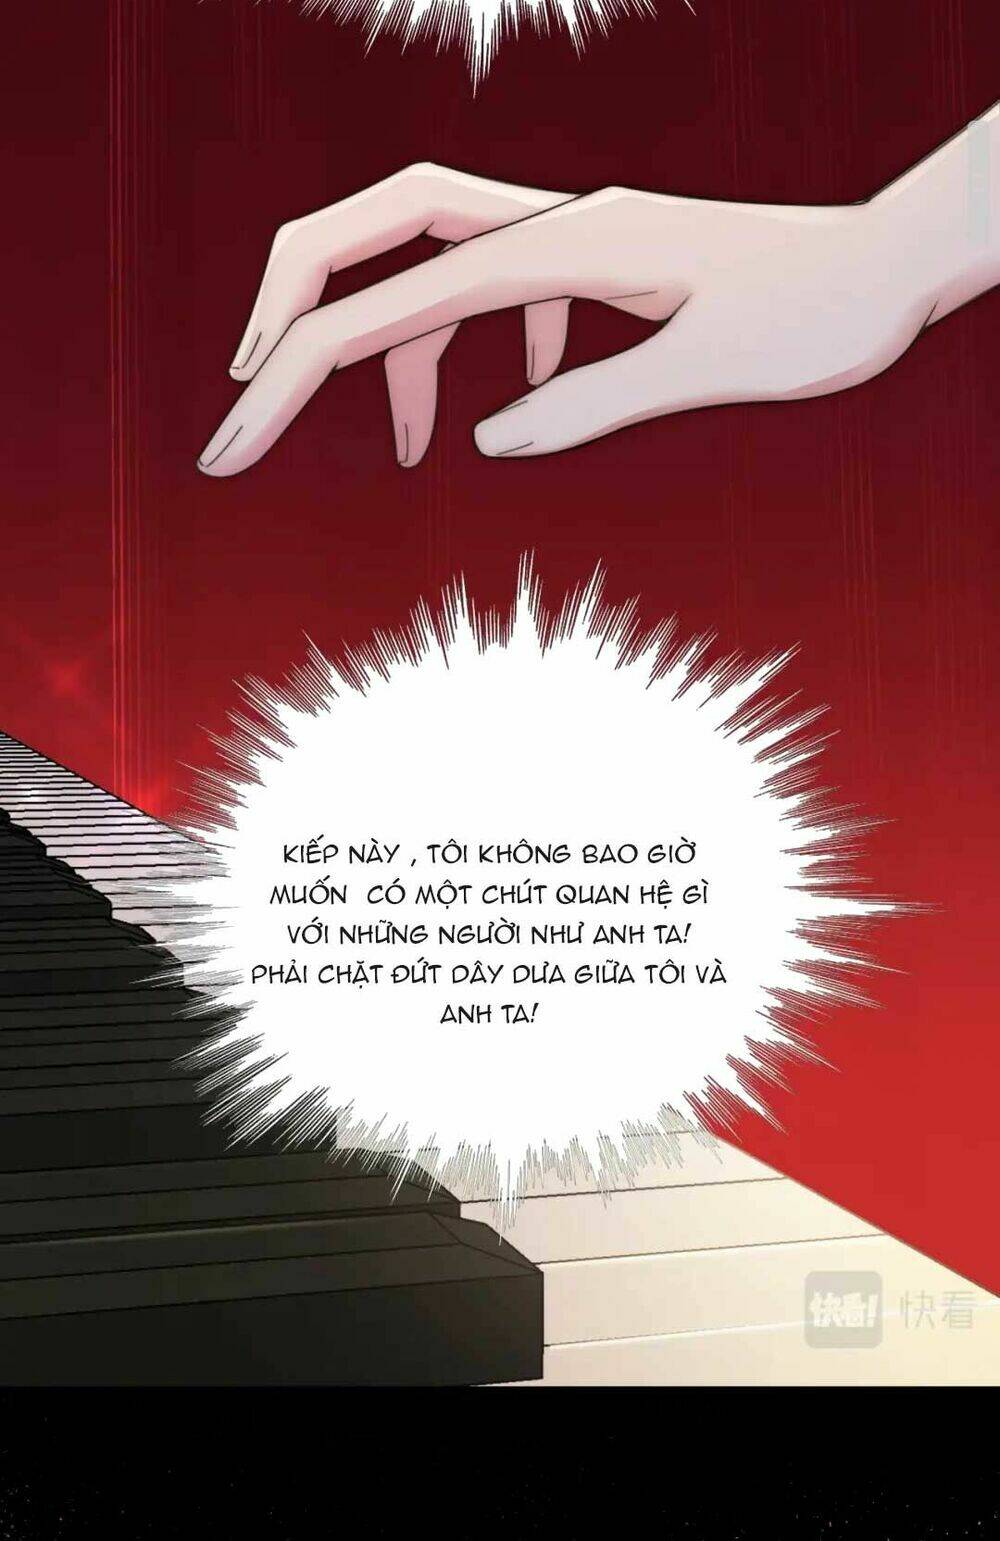 KIẾP NÀY , TÔI KHÔNG BAO GIỜ
MUỐN CÓ MỘT CHÚT QUAN HỆ GÌ
VỚI NHỮNG NGƯỜI NHƯ ANH TA!
PHẢI CHẶT ĐỨT DÂY DƯA GIỮA TÔI VÀ
ANH TA!
快看! 快看